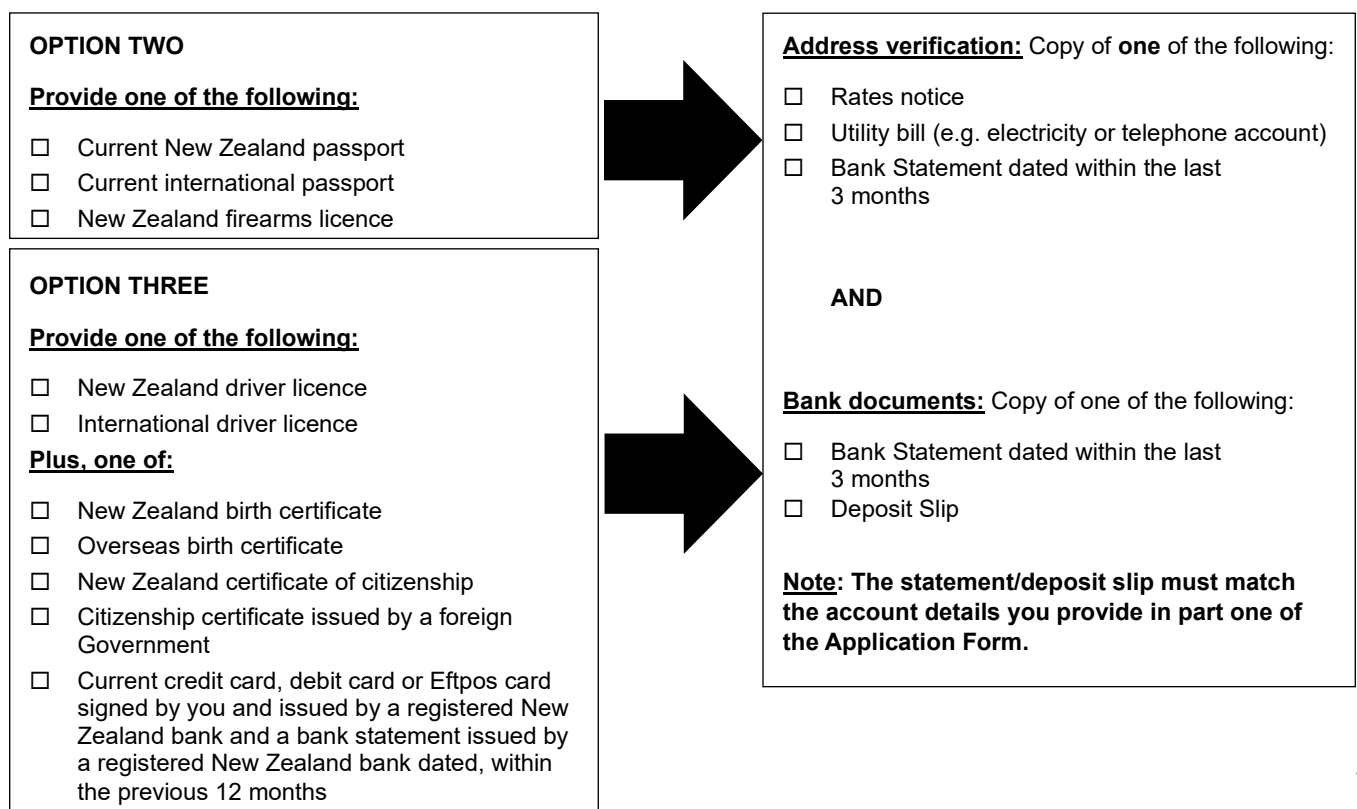 OPTION TWO
Provide one of the following:
☐ Current New Zealand passport
☐ Current international passport
☐ New Zealand firearms licence
OPTION THREE
Provide one of the following:
☐ New Zealand driver licence
☐ International driver licence
Plus, one of:
☐ New Zealand birth certificate
☐ Overseas birth certificate
☐ New Zealand certificate of citizenship
☐ Citizenship certificate issued by a foreign
Government
☐ Current credit card, debit card or Eftpos card
signed by you and issued by a registered New
Zealand bank and a bank statement issued by
a registered New Zealand bank dated, within
the previous 12 months
Address verification: Copy of one of the following:
☐ Rates notice
☐ Utility bill (e.g. electricity or telephone account)
☐ Bank Statement dated within the last
3 months
AND
Bank documents: Copy of one of the following:
☐ Bank Statement dated within the last
3 months
☐ Deposit Slip
Note: The statement/deposit slip must match
the account details you provide in part one of
the Application Form.